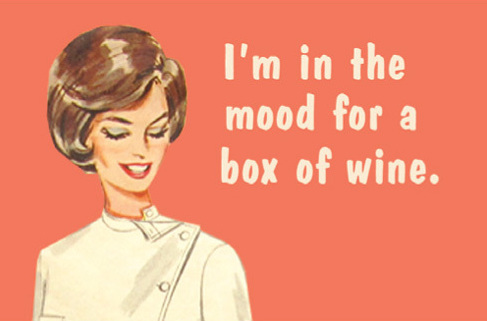 I'm in the
mood for a
box of wine.